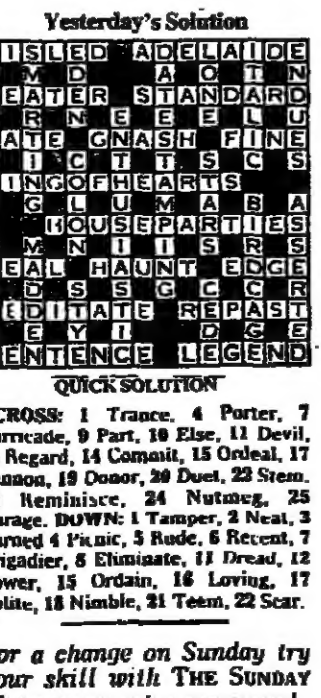 Yesterday's Solution
ISLED ADELAIDE
M D A O T N
EATER STANDARD
R N E E E L U
ATE GNASH FINE
I C T T S C S
INGOFHEARTS
G L U M A B A
HOUSEPARTIES
M N I I S R S
EAL HAUNT EDGE
D S S G C C R
EDITATE REPAST
E Y I D G E
ENTENCE LEGEND
QUICK SOLUTION
CROSS: 1 Trance, 4 Porter, 7
rricade, 9 Part, 10 Else, 11 Devil,
Regard, 14 Commit, 15 Ordeal, 17
nnon, 19 Donor, 20 Duel, 22 Stem.
Reminisce, 24 Nutmeg, 25
urage. DOWN: 1 Tamper, 2 Neat, 3
rned 4 Picnic, 5 Rude, 6 Recent, 7
rigadier, 8 Eliminate, 11 Dread, 12
ower, 15 Ordain, 16 Loving, 17
olite, 18 Nimble, 21 Teem, 22 Scar.
or a change on Sunday try
our skill with THE SUNDAY